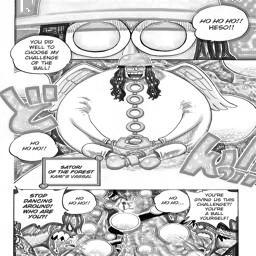 HO HO HO!!
HESO!!
YOU DID
WELL TO
CHOOSE MY
CHALLENGE
OF THE
BALL!
HO
HO HO!!
SATORI
OF THE FOREST
KAMI'S VASSAL
STOP
DANCING
AROUND!
WHO ARE
YOU?!
HO
HO HO!!
HO
HO HO...
YOU'RE
GIVING US THIS
CHALLENGE!?
YOU'RE
A BALL
YOURSELF!